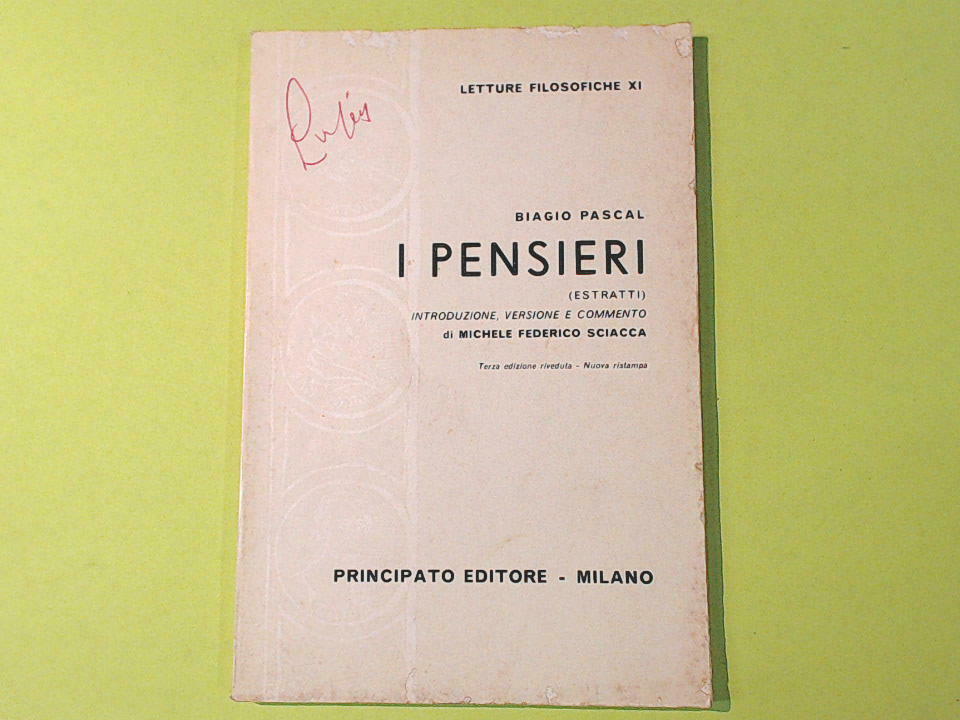 LETTURE FILOSOFICHE XI
BIAGIO PASCAL
I PENSIERI
(ESTRATTI)
INTRODUZIONE, VERSIONE E COMMENTO
di MICHELE FEDERICO SCIACCA
Terza edizione riveduta - Nuova ristampa
PRINCIPATO EDITORE - MILANO